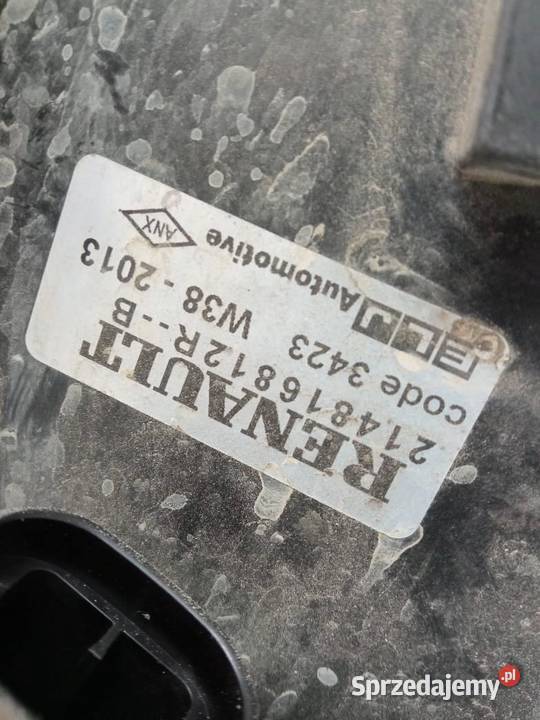 RENAULT
214816812R--B
code 3423 W38-2013
Automotive
ANX
Sprzedajemy.pl